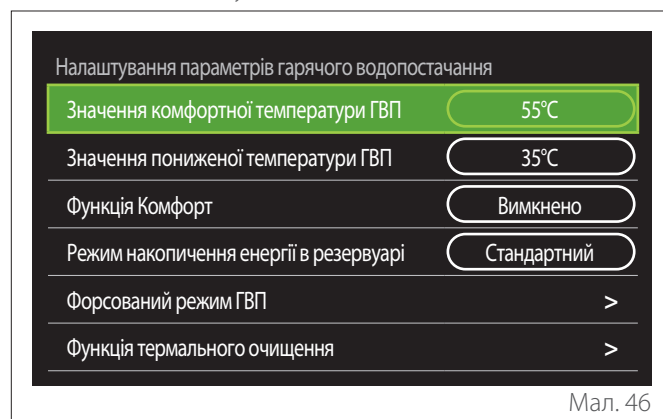 Налаштування параметрів гарячого водопостачання
Значення комфортної температури ГВП 55°C
Значення пониженої температури ГВП 35°C
Функція Комфорт Вимкнено
Режим накопичення енергії в резервуарі Стандартний
Форсований режим ГВП >
Функція термального очищення >
Мал. 46